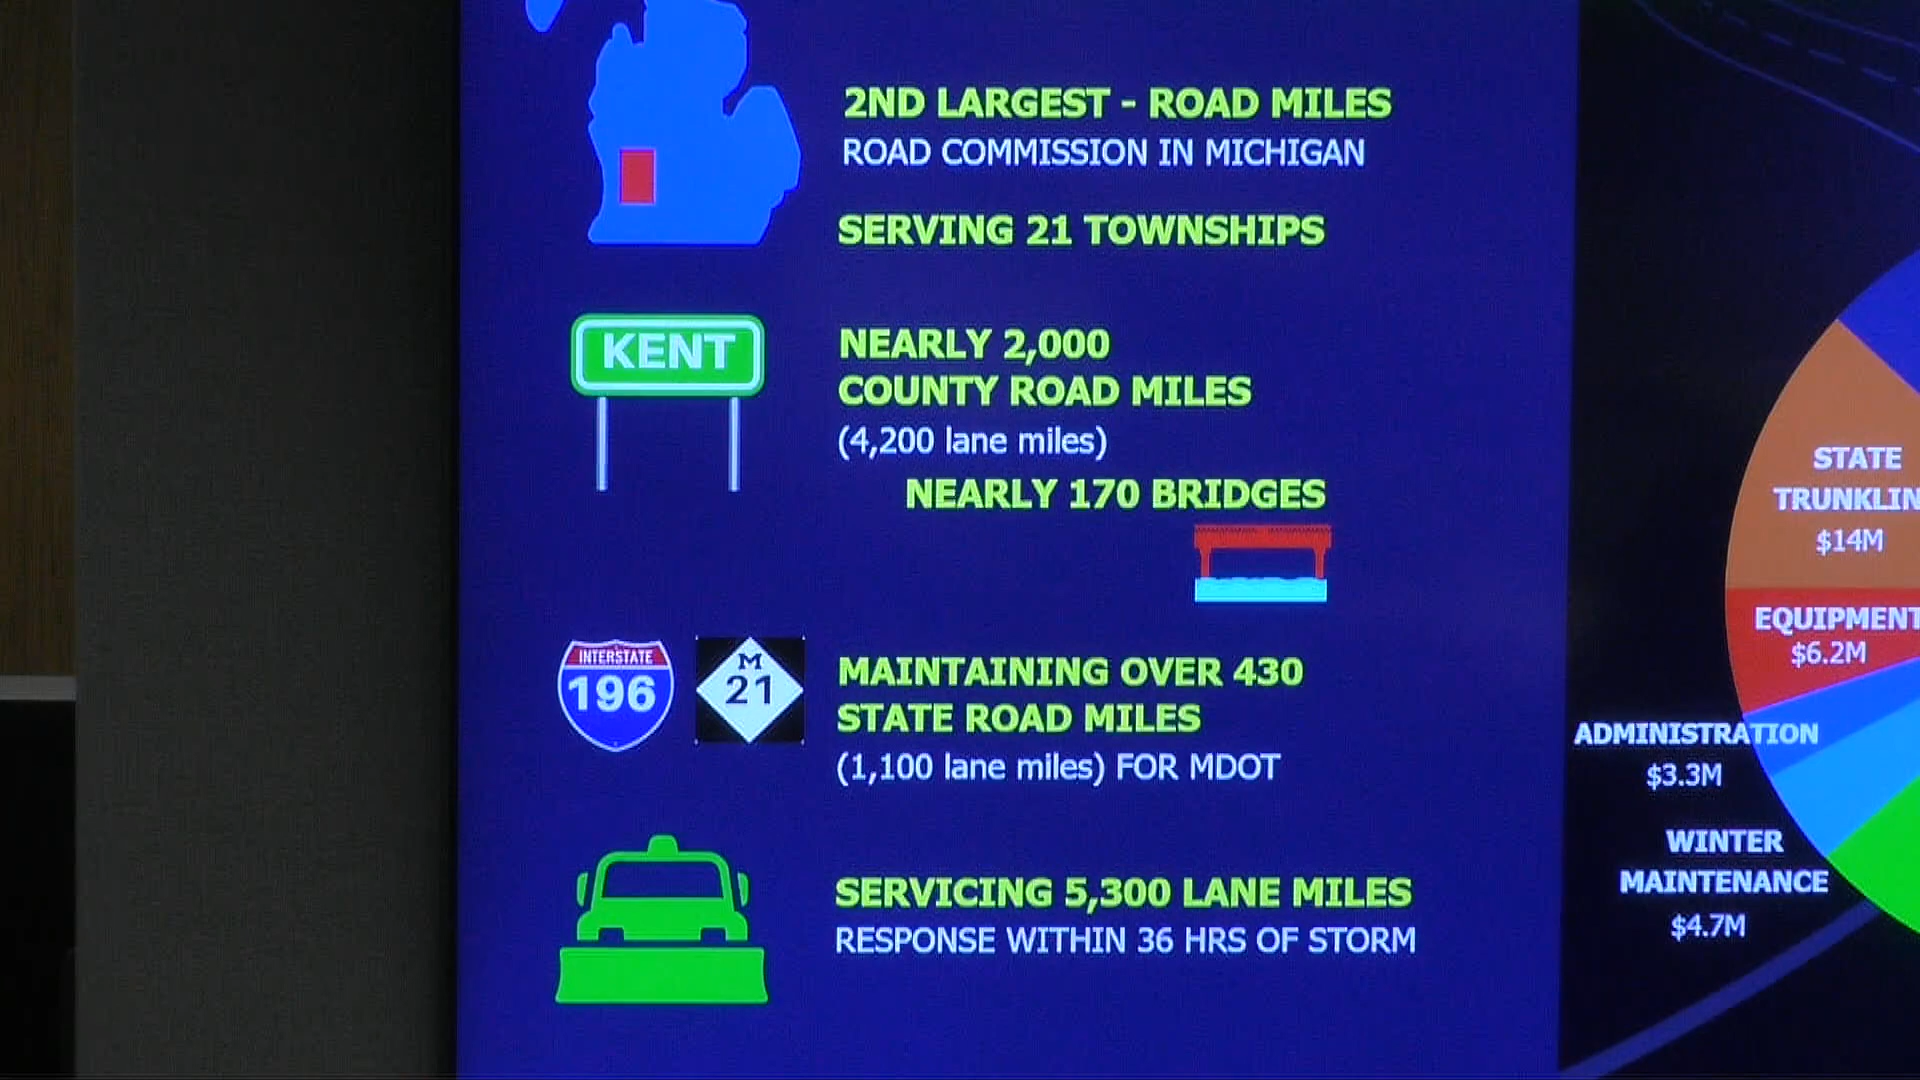 2ND LARGEST - ROAD MILES
ROAD COMMISSION IN MICHIGAN
SERVING 21 TOWNSHIPS
KENT
NEARLY 2,000
COUNTY ROAD MILES
(4,200 lane miles)
NEARLY 170 BRIDGES
INTERSTATE
196
M
21
MAINTAINING OVER 430
STATE ROAD MILES
(1,100 lane miles) FOR MDOT
SERVICING 5,300 LANE MILES
RESPONSE WITHIN 36 HRS OF STORM
STATE
TRUNKLIN
$14M
EQUIPMENT
$6.2M
ADMINISTRATION
$3.3M
WINTER
MAINTENANCE
$4.7M